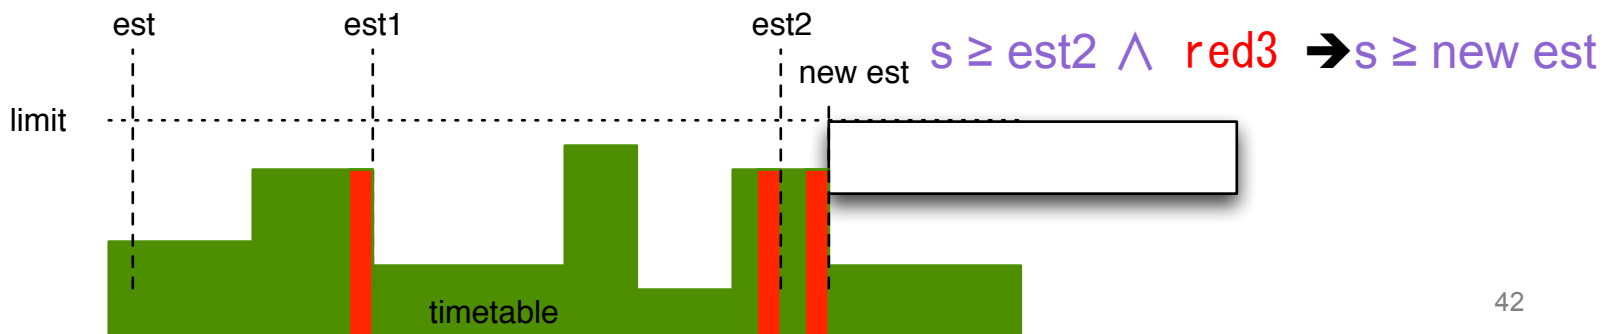 est
est1
est2
s ≥ est2 ∧ red3 ➔ s ≥ new est
new est
limit
timetable
42